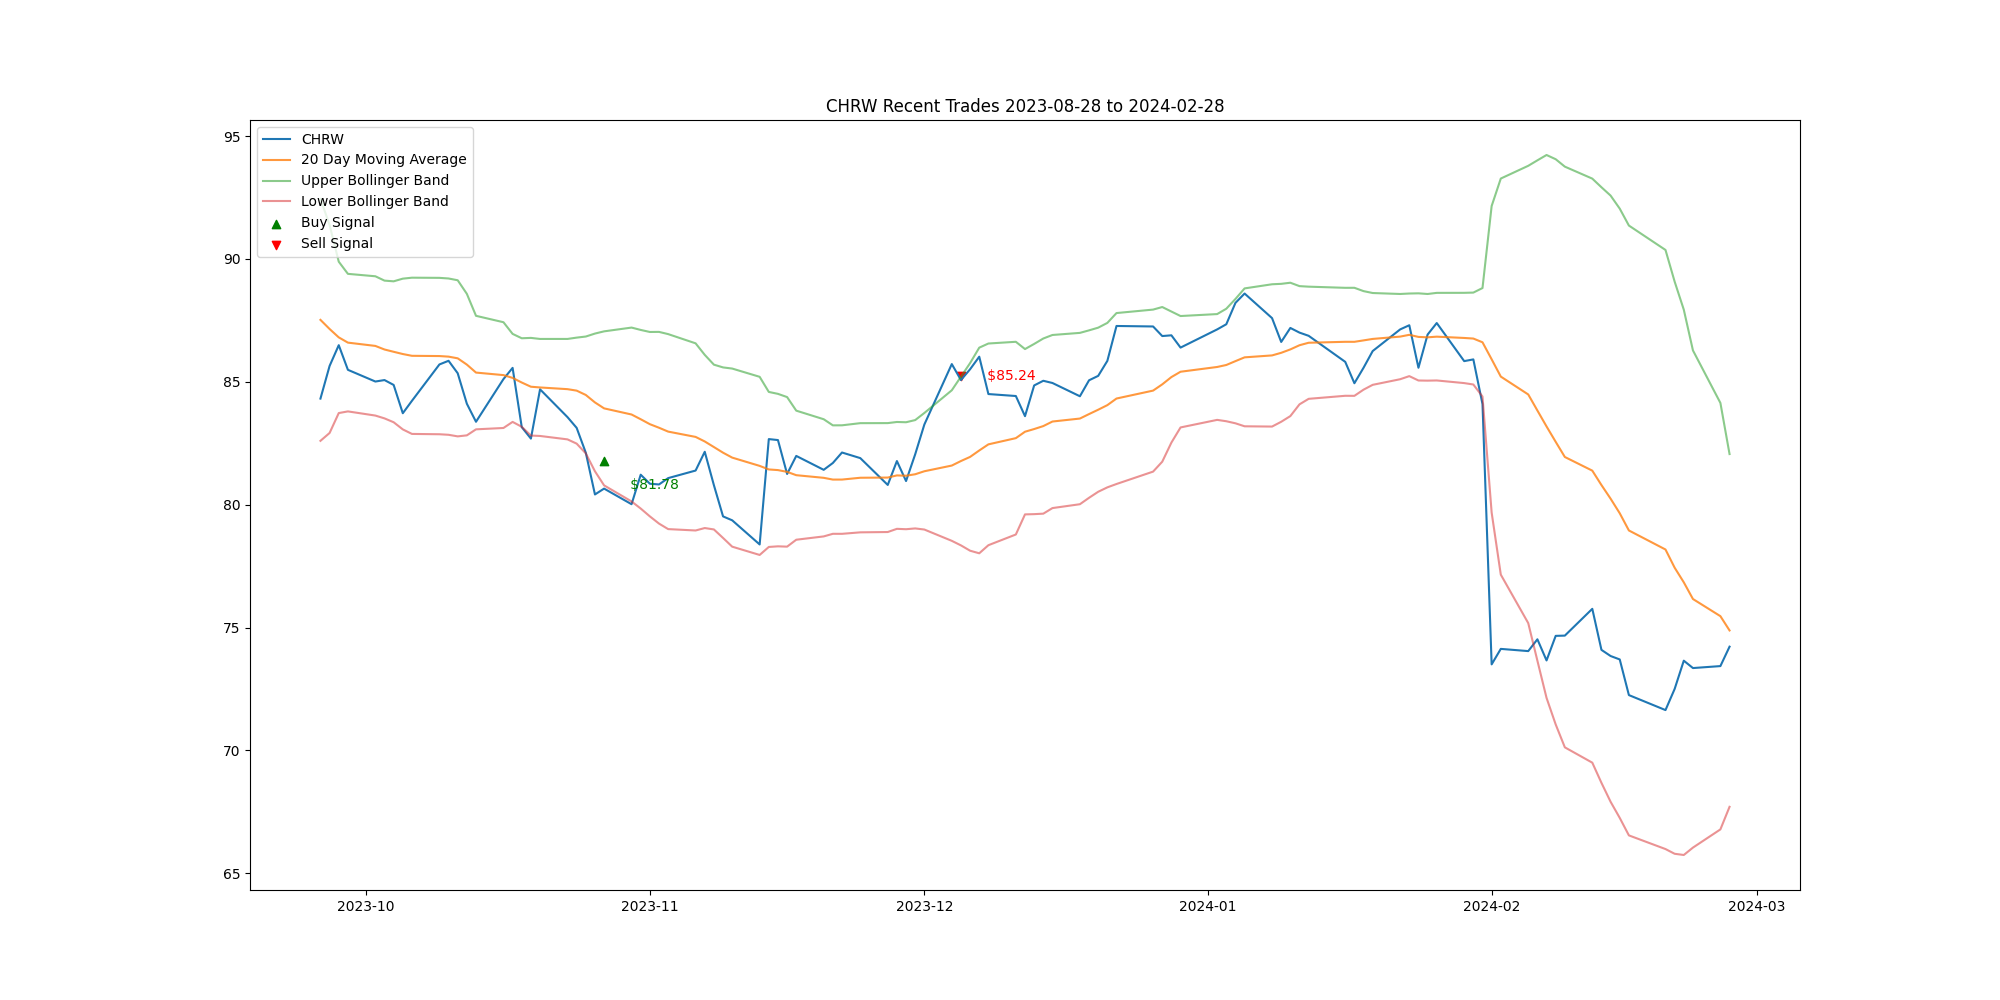 CHRW Recent Trades 2023-08-28 to 2024-02-28
95
90
85
80
75
70
65
CHRW
20 Day Moving Average
Upper Bollinger Band
Lower Bollinger Band
Buy Signal
Sell Signal
$85.24
$81.78
2023-10
2023-11
2023-12
2024-01
2024-02
2024-03